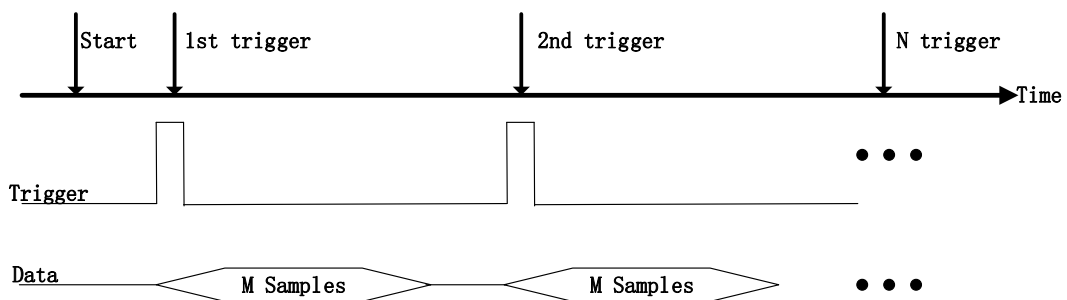 Start
1st trigger
2nd trigger
N trigger
Time
Trigger
Data
M Samples
M Samples